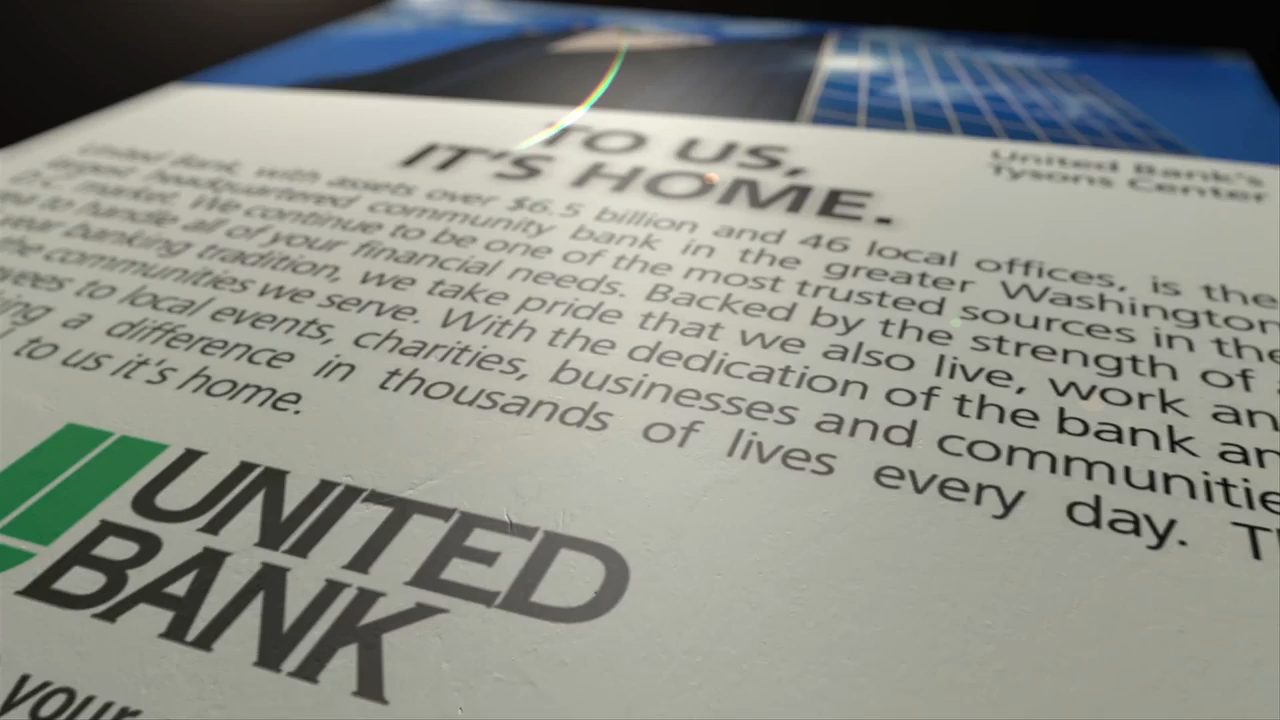 TO US,
IT'S HOME.
United Bank's
Tysons Center
United Bank, with assets over $6.5 billion and 46 local offices, is the
largest headquartered community bank in the greater Washington
D.C. market. We continue to be one of the most trusted sources in the
to handle all of your financial needs. Backed by the strength of
year banking tradition, we take pride that we also live, work an
the communities we serve. With the dedication of the bank an
yees to local events, charities, businesses and communitie
ing a difference in thousands of lives every day. T
to us it's home.
UNITED
BANK
your